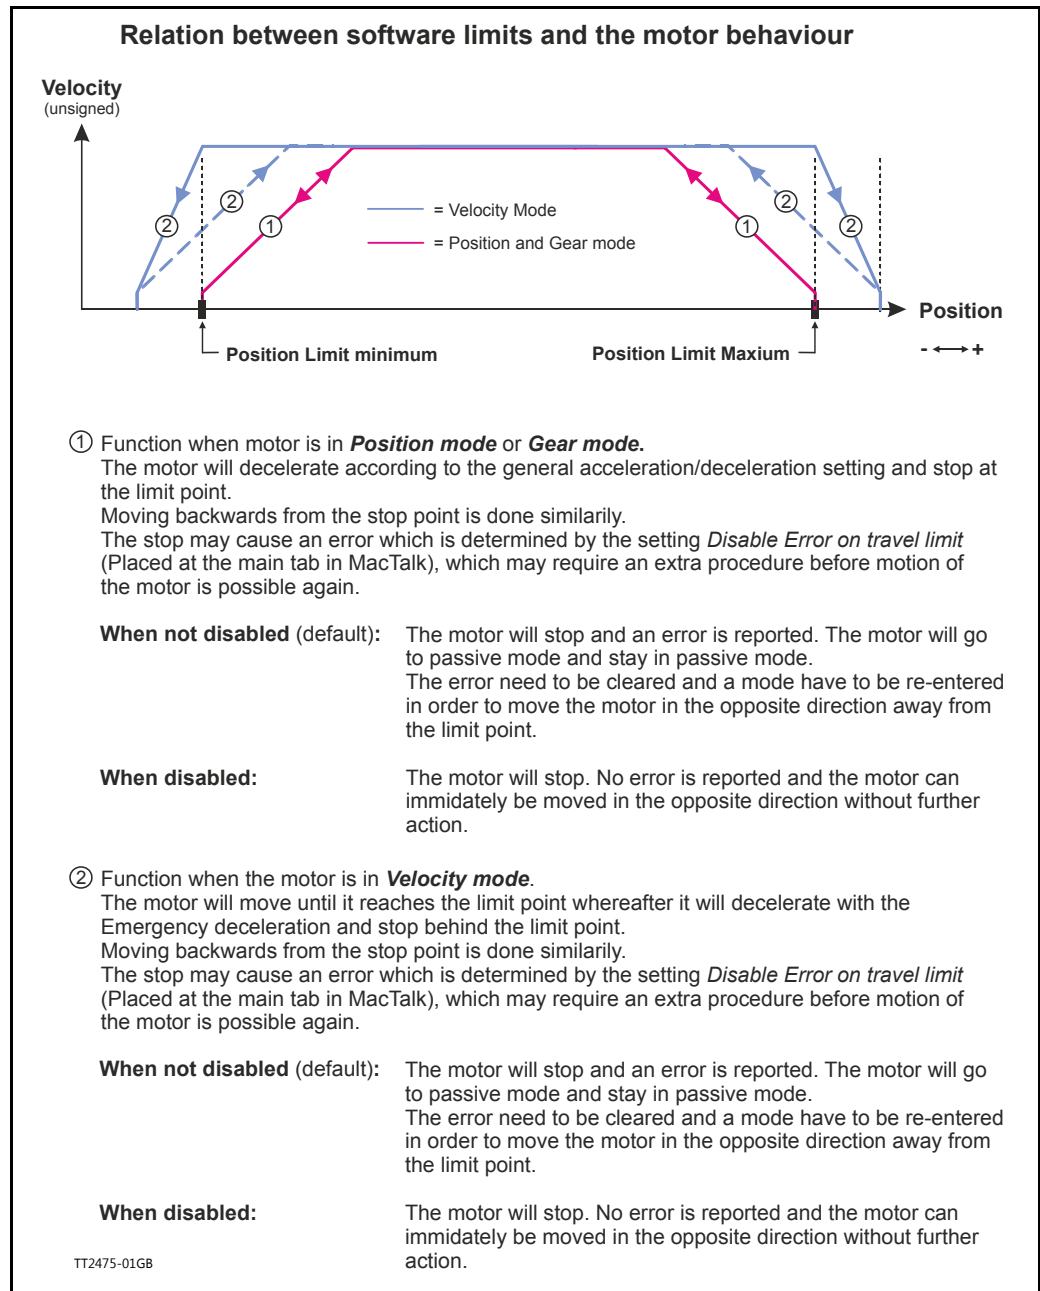 Relation between software limits and the motor behaviour
Velocity
(unsigned)
2
2
1
= Velocity Mode
= Position and Gear mode
1
2
2
Position
- +
Position Limit minimum
Position Limit Maxium
1 Function when motor is in Position mode or Gear mode.
The motor will decelerate according to the general acceleration/deceleration setting and stop at
the limit point.
Moving backwards from the stop point is done similarily.
The stop may cause an error which is determined by the setting Disable Error on travel limit
(Placed at the main tab in MacTalk), which may require an extra procedure before motion of
the motor is possible again.
When not disabled (default): The motor will stop and an error is reported. The motor will go
to passive mode and stay in passive mode.
The error need to be cleared and a mode have to be re-entered
in order to move the motor in the opposite direction away from
the limit point.
When disabled: The motor will stop. No error is reported and the motor can
immidately be moved in the opposite direction without further
action.
2 Function when the motor is in Velocity mode.
The motor will move until it reaches the limit point whereafter it will decelerate with the
Emergency deceleration and stop behind the limit point.
Moving backwards from the stop point is done similarily.
The stop may cause an error which is determined by the setting Disable Error on travel limit
(Placed at the main tab in MacTalk), which may require an extra procedure before motion of
the motor is possible again.
When not disabled (default): The motor will stop and an error is reported. The motor will go
to passive mode and stay in passive mode.
The error need to be cleared and a mode have to be re-entered
in order to move the motor in the opposite direction away from
the limit point.
When disabled: The motor will stop. No error is reported and the motor can
immidately be moved in the opposite direction without further
action.
TT2475-01GB